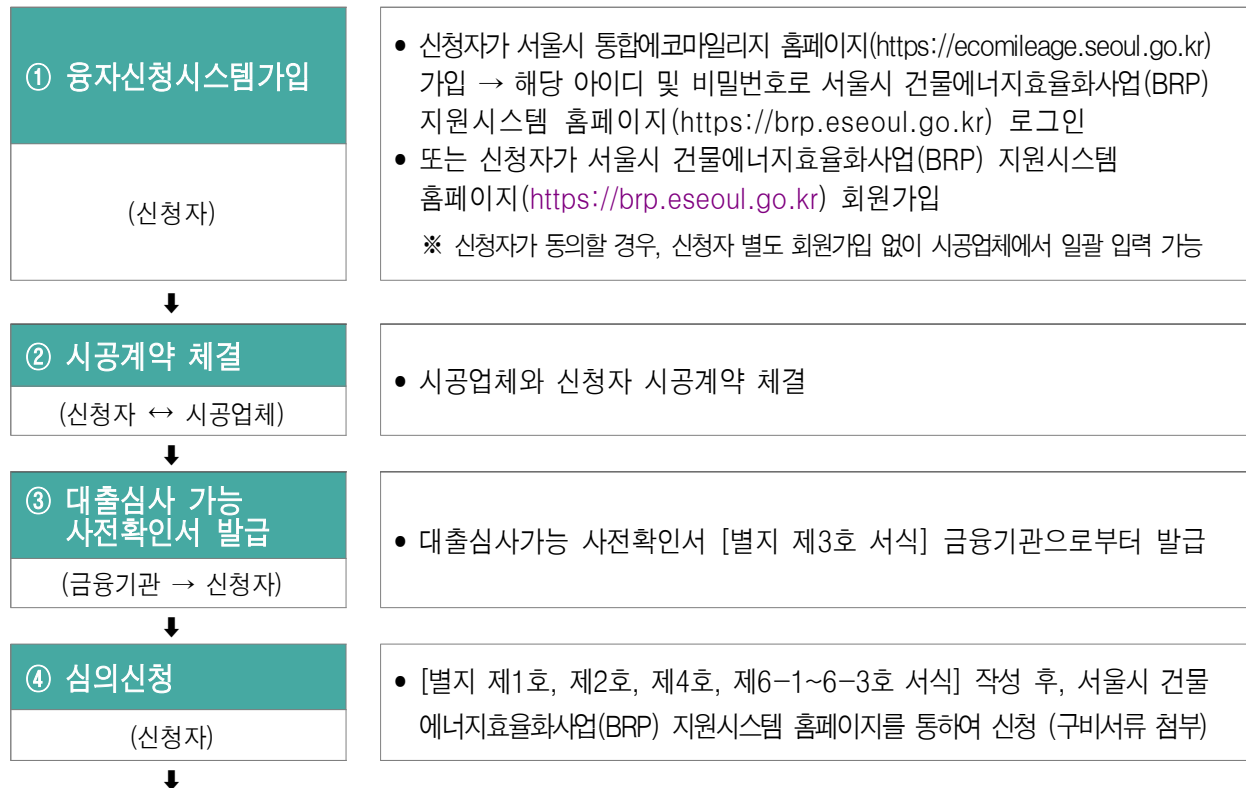 ① 융자신청시스템가입
(신청자)
• 신청자가 서울시 통합에코마일리지 홈페이지(https://ecomileage.seoul.go.kr)
가입 → 해당 아이디 및 비밀번호로 서울시 건물에너지효율화사업(BRP)
지원시스템 홈페이지(https://brp.eseoul.go.kr) 로그인
• 또는 신청자가 서울시 건물에너지효율화사업(BRP) 지원시스템
홈페이지(https://brp.eseoul.go.kr) 회원가입
※ 신청자가 동의할 경우, 신청자 별도 회원가입 없이 시공업체에서 일괄 입력 가능
⬇
② 시공계약 체결
(신청자 ↔ 시공업체)
• 시공업체와 신청자 시공계약 체결
⬇
③ 대출심사 가능
사전확인서 발급
(금융기관 → 신청자)
• 대출심사가능 사전확인서 [별지 제3호 서식] 금융기관으로부터 발급
⬇
④ 심의신청
(신청자)
• [별지 제1호, 제2호, 제4호, 제6-1~6-3호 서식] 작성 후, 서울시 건물
에너지효율화사업(BRP) 지원시스템 홈페이지를 통하여 신청 (구비서류 첨부)
⬇